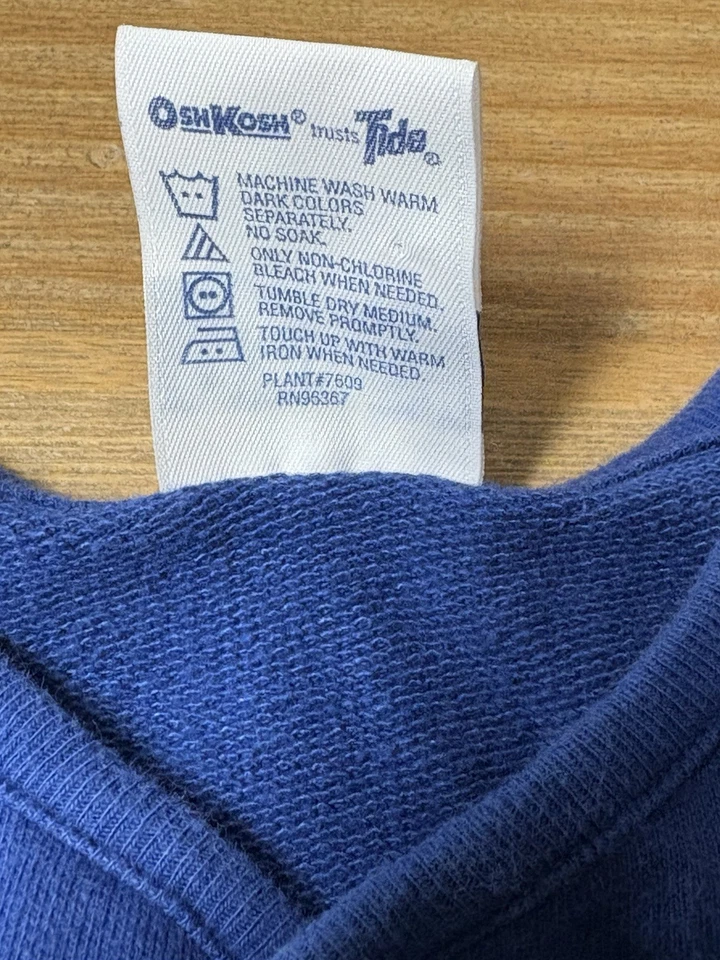 OSHKOSH® trusts Tide®
MACHINE WASH WARM
DARK COLORS
SEPARATELY.
NO SOAK.
ONLY NON-CHLORINE
BLEACH WHEN NEEDED.
TUMBLE DRY MEDIUM.
REMOVE PROMPTLY.
TOUCH UP WITH WARM
IRON WHEN NEEDED.
PLANT#7609
RN96367